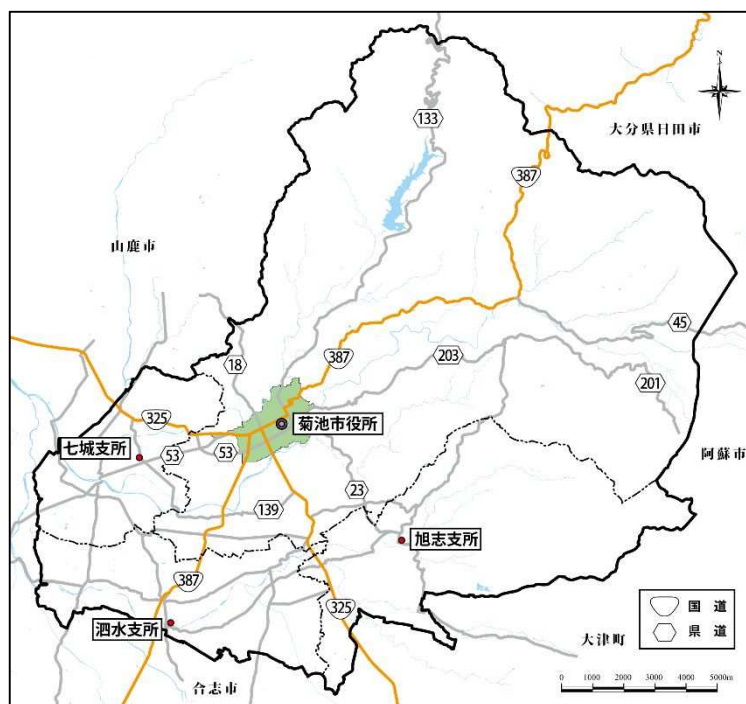 N
133
大分県日田市
387
山鹿市
45
18
387
203
201
325
菊池市役所
七城支所
53
53
阿蘇市
23
139
旭志支所
387
325
国道
県道
泗水支所
大津町
合志市
0 1000 2000 3000 4000 5000m